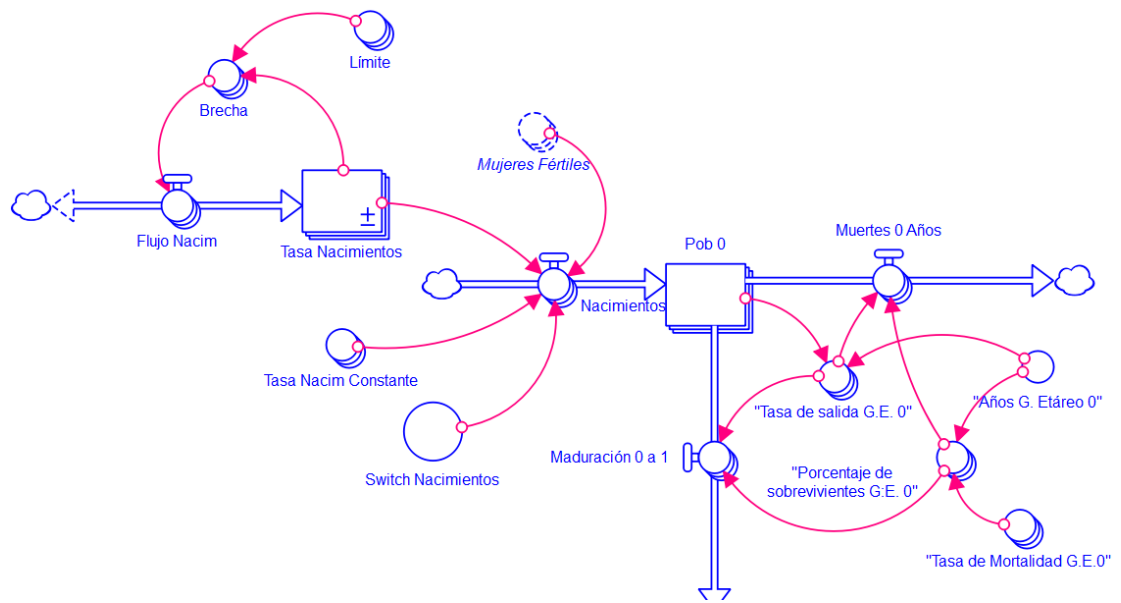 Límite
Brecha
Mujeres Fértiles
Flujo Nacim
Tasa Nacimientos
±
Pob 0
Muertes 0 Años
Nacimientos
Tasa Nacim Constante
"Tasa de salida G.E. 0"
"Años G. Etáreo 0"
Switch Nacimientos
Maduración 0 a 1
"Porcentaje de
sobrevivientes G.E. 0"
"Tasa de Mortalidad G.E.0"